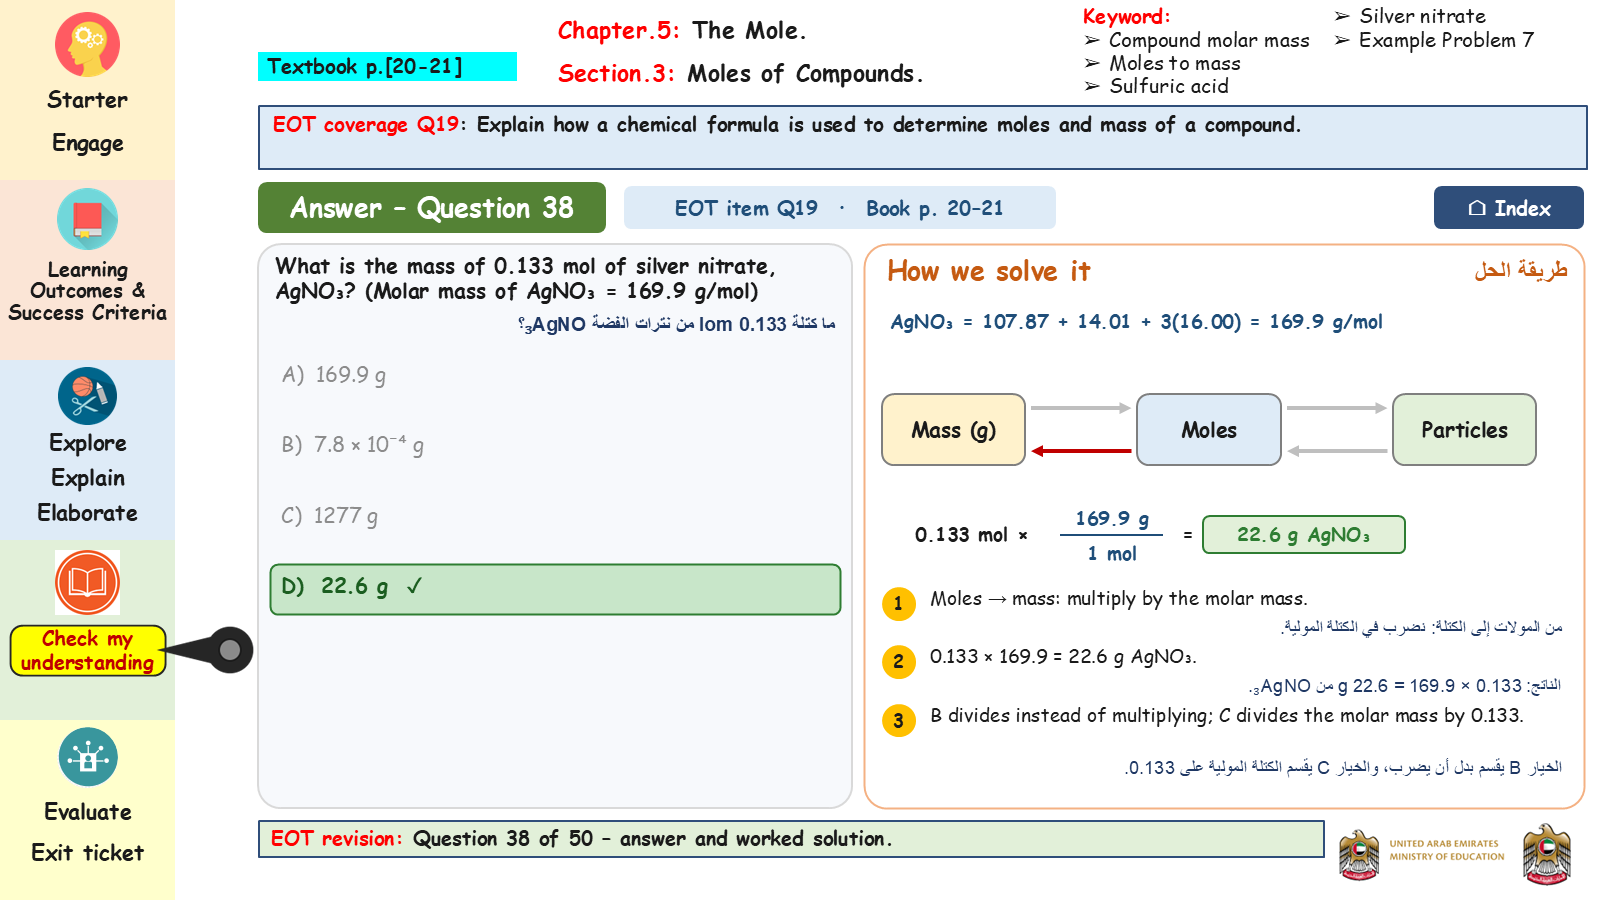 Starter
Engage
Learning
Outcomes &
Success Criteria
Explore
Explain
Elaborate
Check my
understanding
Evaluate
Exit ticket
Textbook p.[20-21]
Chapter.5: The Mole.
Section.3: Moles of Compounds.
Keyword:
➢ Compound molar mass
➢ Moles to mass
➢ Sulfuric acid
➢ Silver nitrate
➢ Example Problem 7
EOT coverage Q19: Explain how a chemical formula is used to determine moles and mass of a compound.
Answer – Question 38
EOT item Q19 · Book p. 20–21
⌂ Index
What is the mass of 0.133 mol of silver nitrate,
AgNO₃? (Molar mass of AgNO₃ = 169.9 g/mol)
ما كتلة 0.133 mol من نترات الفضة AgNO₃؟
A) 169.9 g
B) 7.8 × 10⁻⁴ g
C) 1277 g
D) 22.6 g ✓
How we solve it
طريقة الحل
AgNO₃ = 107.87 + 14.01 + 3(16.00) = 169.9 g/mol
Mass (g)
Moles
Particles
0.133 mol × 169.9 g / 1 mol = 22.6 g AgNO₃
1 Moles → mass: multiply by the molar mass.
من المولات إلى الكتلة: نضرب في الكتلة المولية.
2 0.133 × 169.9 = 22.6 g AgNO₃.
الناتج: 0.133 × 169.9 = 22.6 g من AgNO₃.
3 B divides instead of multiplying; C divides the molar mass by 0.133.
الخيار B يقسم بدل أن يضرب، والخيار C يقسم الكتلة المولية على 0.133.
EOT revision: Question 38 of 50 – answer and worked solution.
UNITED ARAB EMIRATES
MINISTRY OF EDUCATION